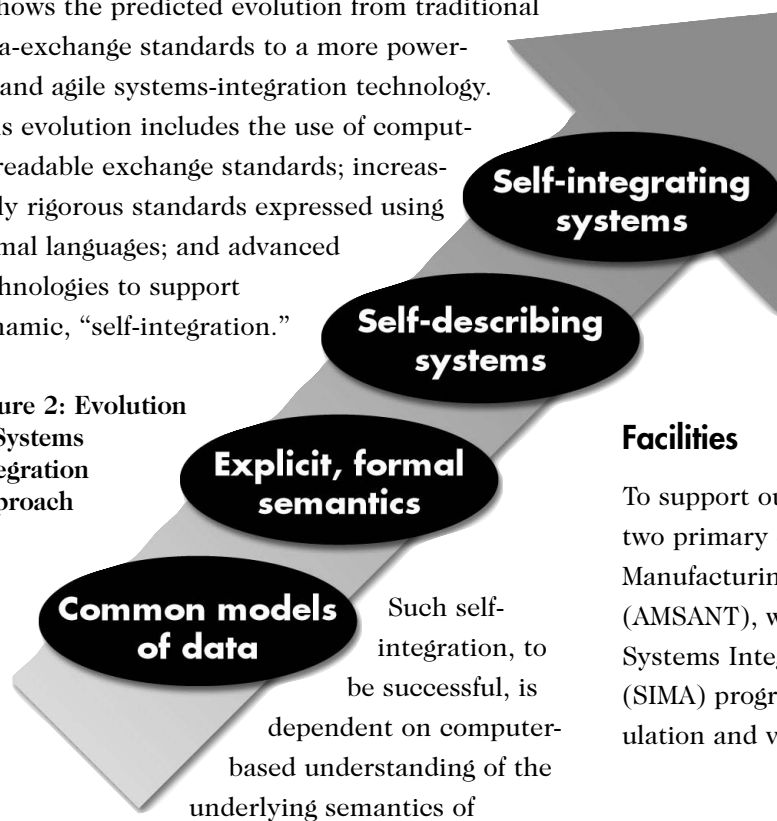 hows the predicted evolution from traditional
a-exchange standards to a more power-
and agile systems-integration technology.
s evolution includes the use of comput-
readable exchange standards; increas-
ly rigorous standards expressed using
mal languages; and advanced
hnologies to support
namic, “self-integration.”
ure 2: Evolution
Systems
egration
proach
Self-integrating
systems
Self-describing
systems
Explicit, formal
semantics
Common models
of data
Such self-
integration, to
be successful, is
dependent on computer-
based understanding of the
underlying semantics of
Facilities
To support ou
two primary
Manufacturin
(AMSANT), w
Systems Integ
(SIMA) progr
ulation and v